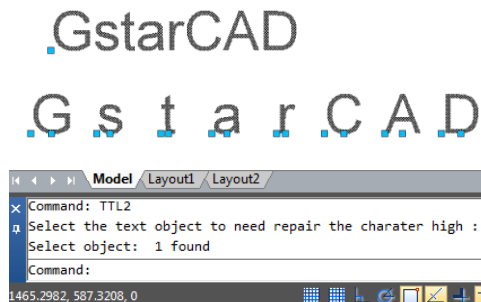 GstarCAD
G s t a r C A D
Model Layout1 Layout2
Command: TTL2
Select the text object to need repair the charater high :
Select object: 1 found
Command:
1465.2982, 587.3208, 0